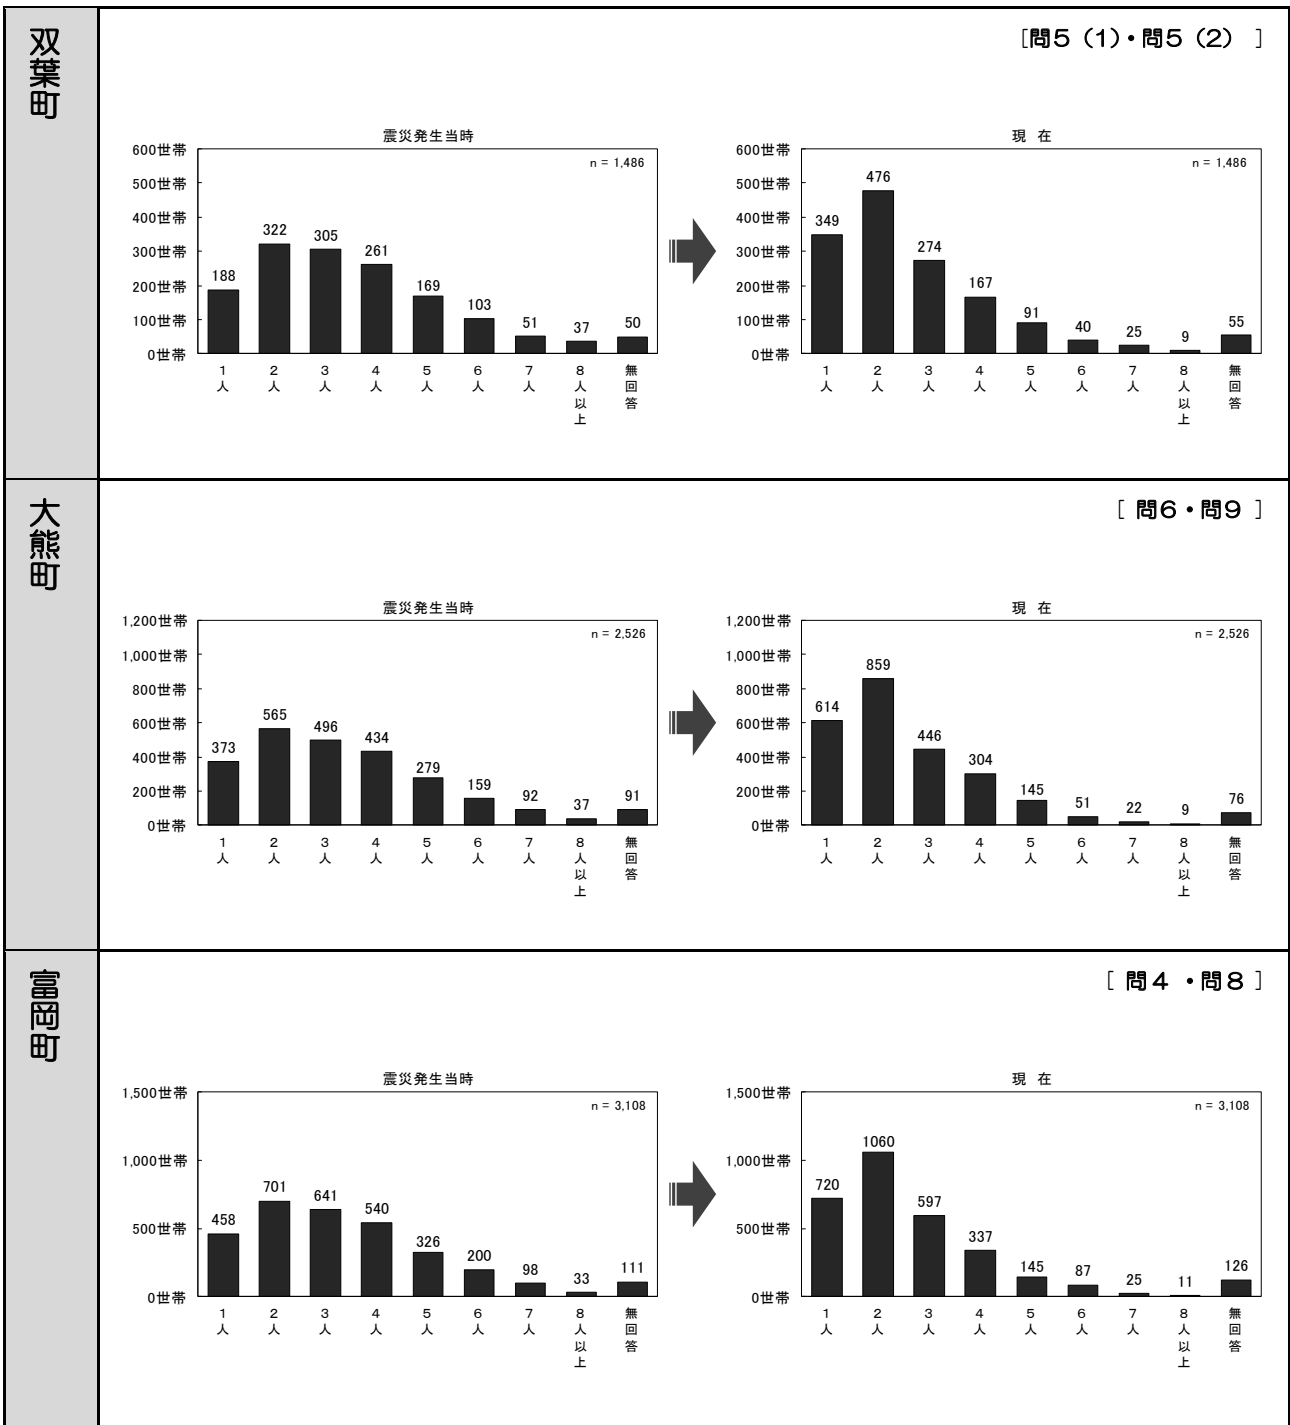 双葉町
[問5（1）・問5（2） ]
震災発生当時
n = 1,486
600世帯
500世帯
400世帯
300世帯
200世帯
100世帯
0世帯
188
322
305
261
169
103
51
37
50
1人
2人
3人
4人
5人
6人
7人
8人以上
無回答
現 在
n = 1,486
600世帯
500世帯
400世帯
300世帯
200世帯
100世帯
0世帯
349
476
274
167
91
40
25
9
55
1人
2人
3人
4人
5人
6人
7人
8人以上
無回答
大熊町
[ 問6・問9 ]
震災発生当時
n = 2,526
1,200世帯
1,000世帯
800世帯
600世帯
400世帯
200世帯
0世帯
373
565
496
434
279
159
92
37
91
1人
2人
3人
4人
5人
6人
7人
8人以上
無回答
現 在
n = 2,526
1,200世帯
1,000世帯
800世帯
600世帯
400世帯
200世帯
0世帯
614
859
446
304
145
51
22
9
76
1人
2人
3人
4人
5人
6人
7人
8人以上
無回答
富岡町
[ 問4 ・問8 ]
震災発生当時
n = 3,108
1,500世帯
1,000世帯
500世帯
0世帯
458
701
641
540
326
200
98
33
111
1人
2人
3人
4人
5人
6人
7人
8人以上
無回答
現 在
n = 3,108
1,500世帯
1,000世帯
500世帯
0世帯
720
1060
597
337
145
87
25
11
126
1人
2人
3人
4人
5人
6人
7人
8人以上
無回答